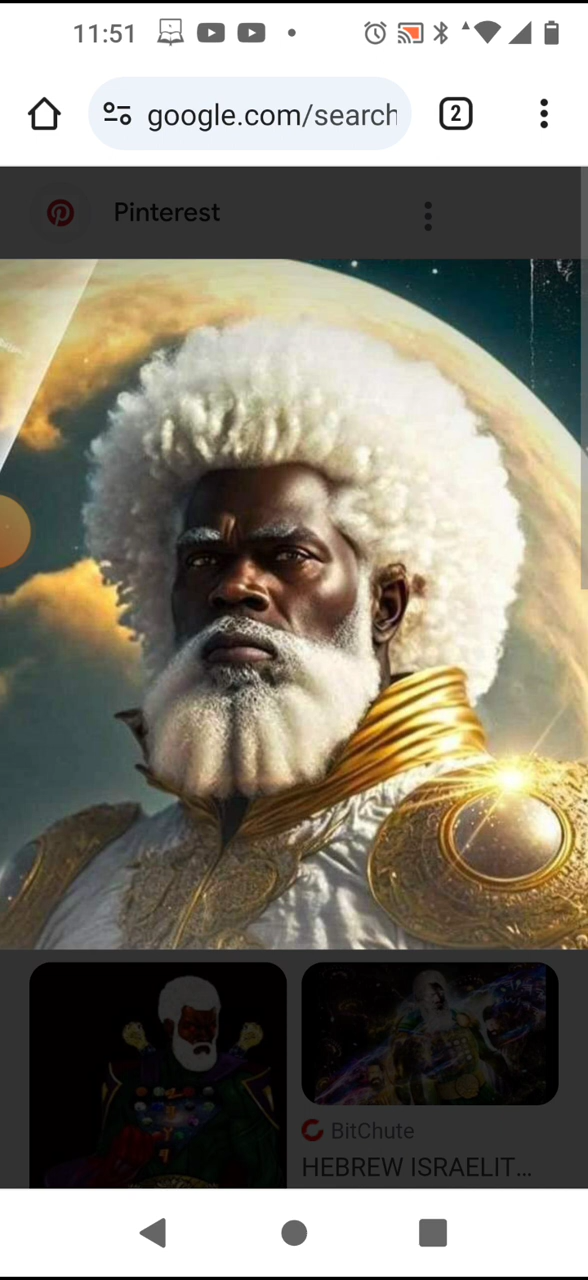 11:51
google.com/search
2
Pinterest
BitChute
HEBREW ISRAELIT...